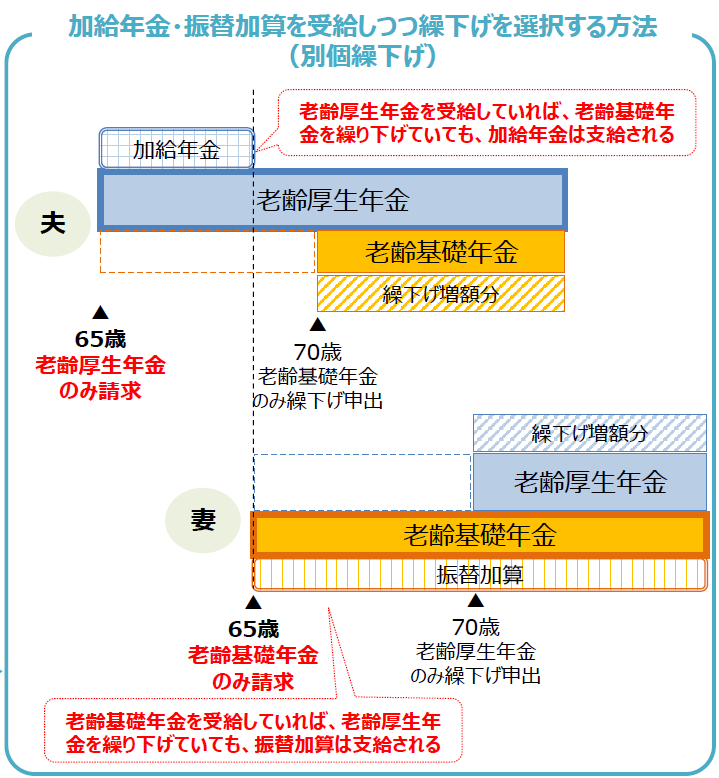 加給年金・振替加算を受給しつつ繰下げを選択する方法
（別個繰下げ）
老齢厚生年金を受給していれば、老齢基礎年
金を繰り下げていても、加給年金は支給される
加給年金
老齢厚生年金
夫
老齢基礎年金
繰下げ増額分
▲
65歳
老齢厚生年金
のみ請求
▲
70歳
老齢基礎年金
のみ繰下げ申出
繰下げ増額分
老齢厚生年金
妻
老齢基礎年金
振替加算
▲
65歳
老齢基礎年金
のみ請求
▲
70歳
老齢厚生年金
のみ繰下げ申出
老齢基礎年金を受給していれば、老齢厚生年
金を繰り下げていても、振替加算は支給される